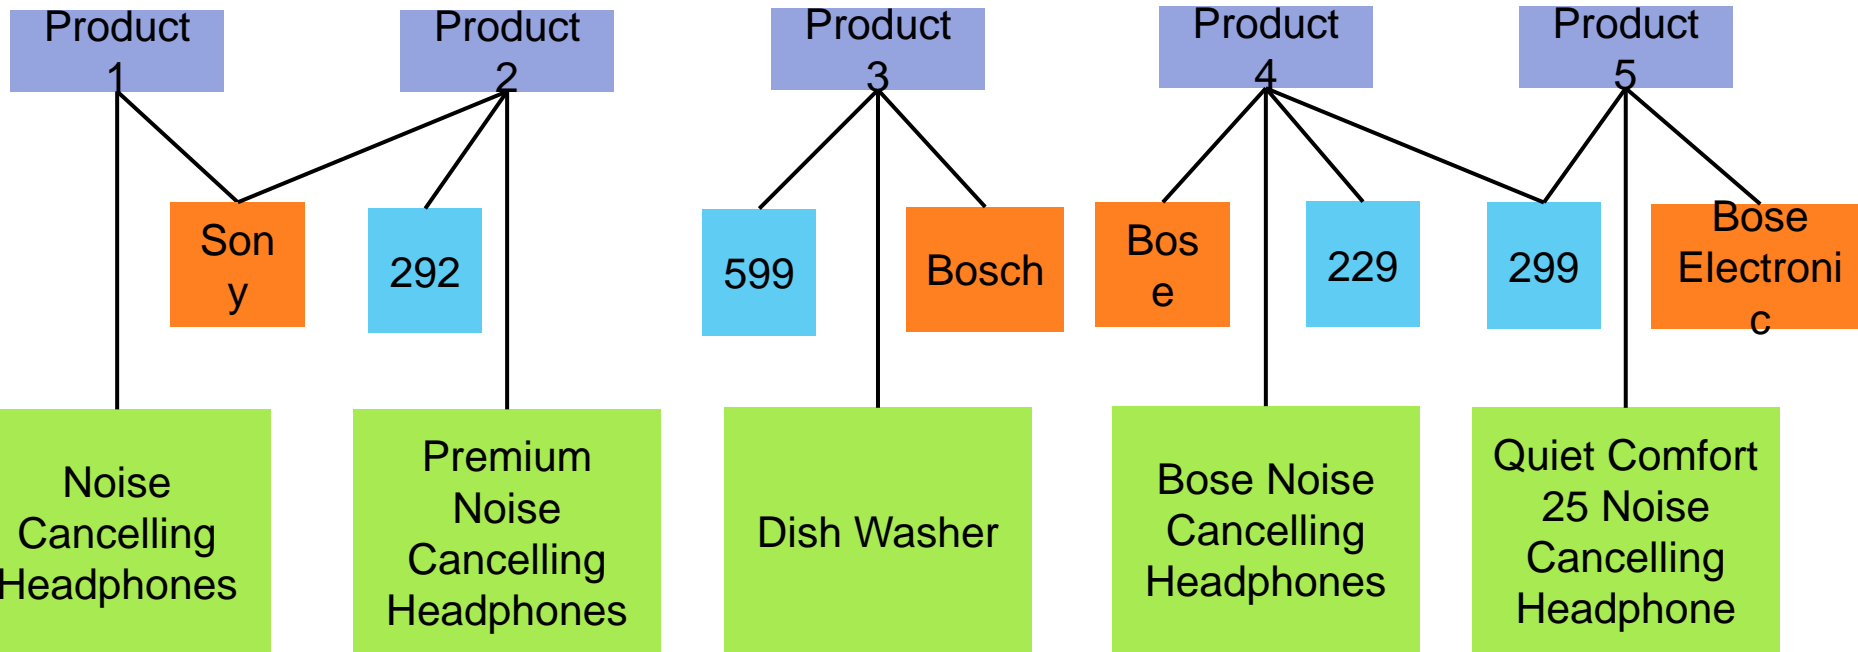 Product
1
Product
2
Product
3
Product
4
Product
5
Son
y
292
599
Bosch
Bos
e
229
299
Bose
Electroni
c
Noise
Cancelling
Headphones
Premium
Noise
Cancelling
Headphones
Dish Washer
Bose Noise
Cancelling
Headphones
Quiet Comfort
25 Noise
Cancelling
Headphone